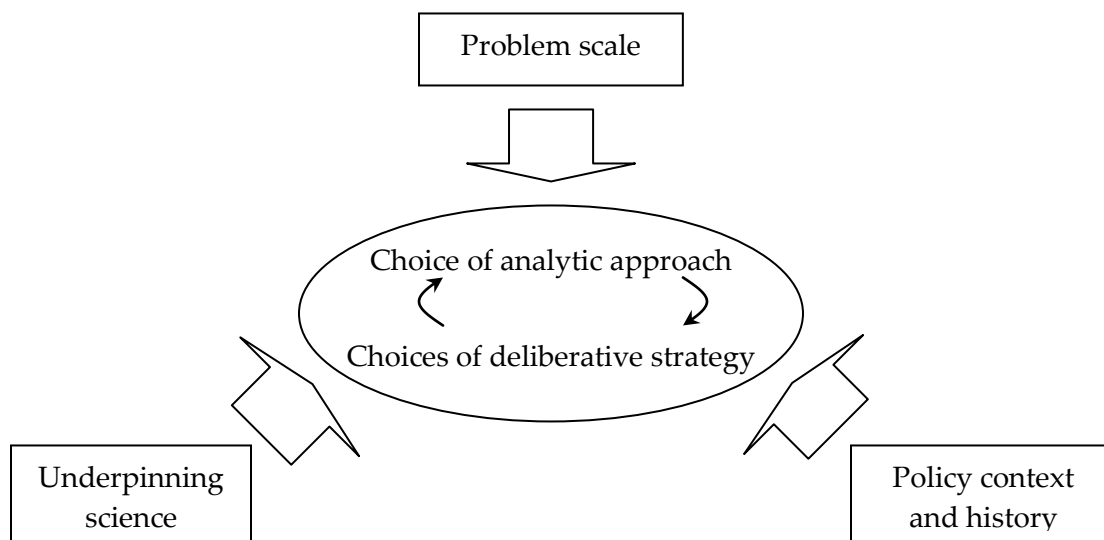 Problem scale
Choice of analytic approach
Choices of deliberative strategy
Underpinning
science
Policy context
and history